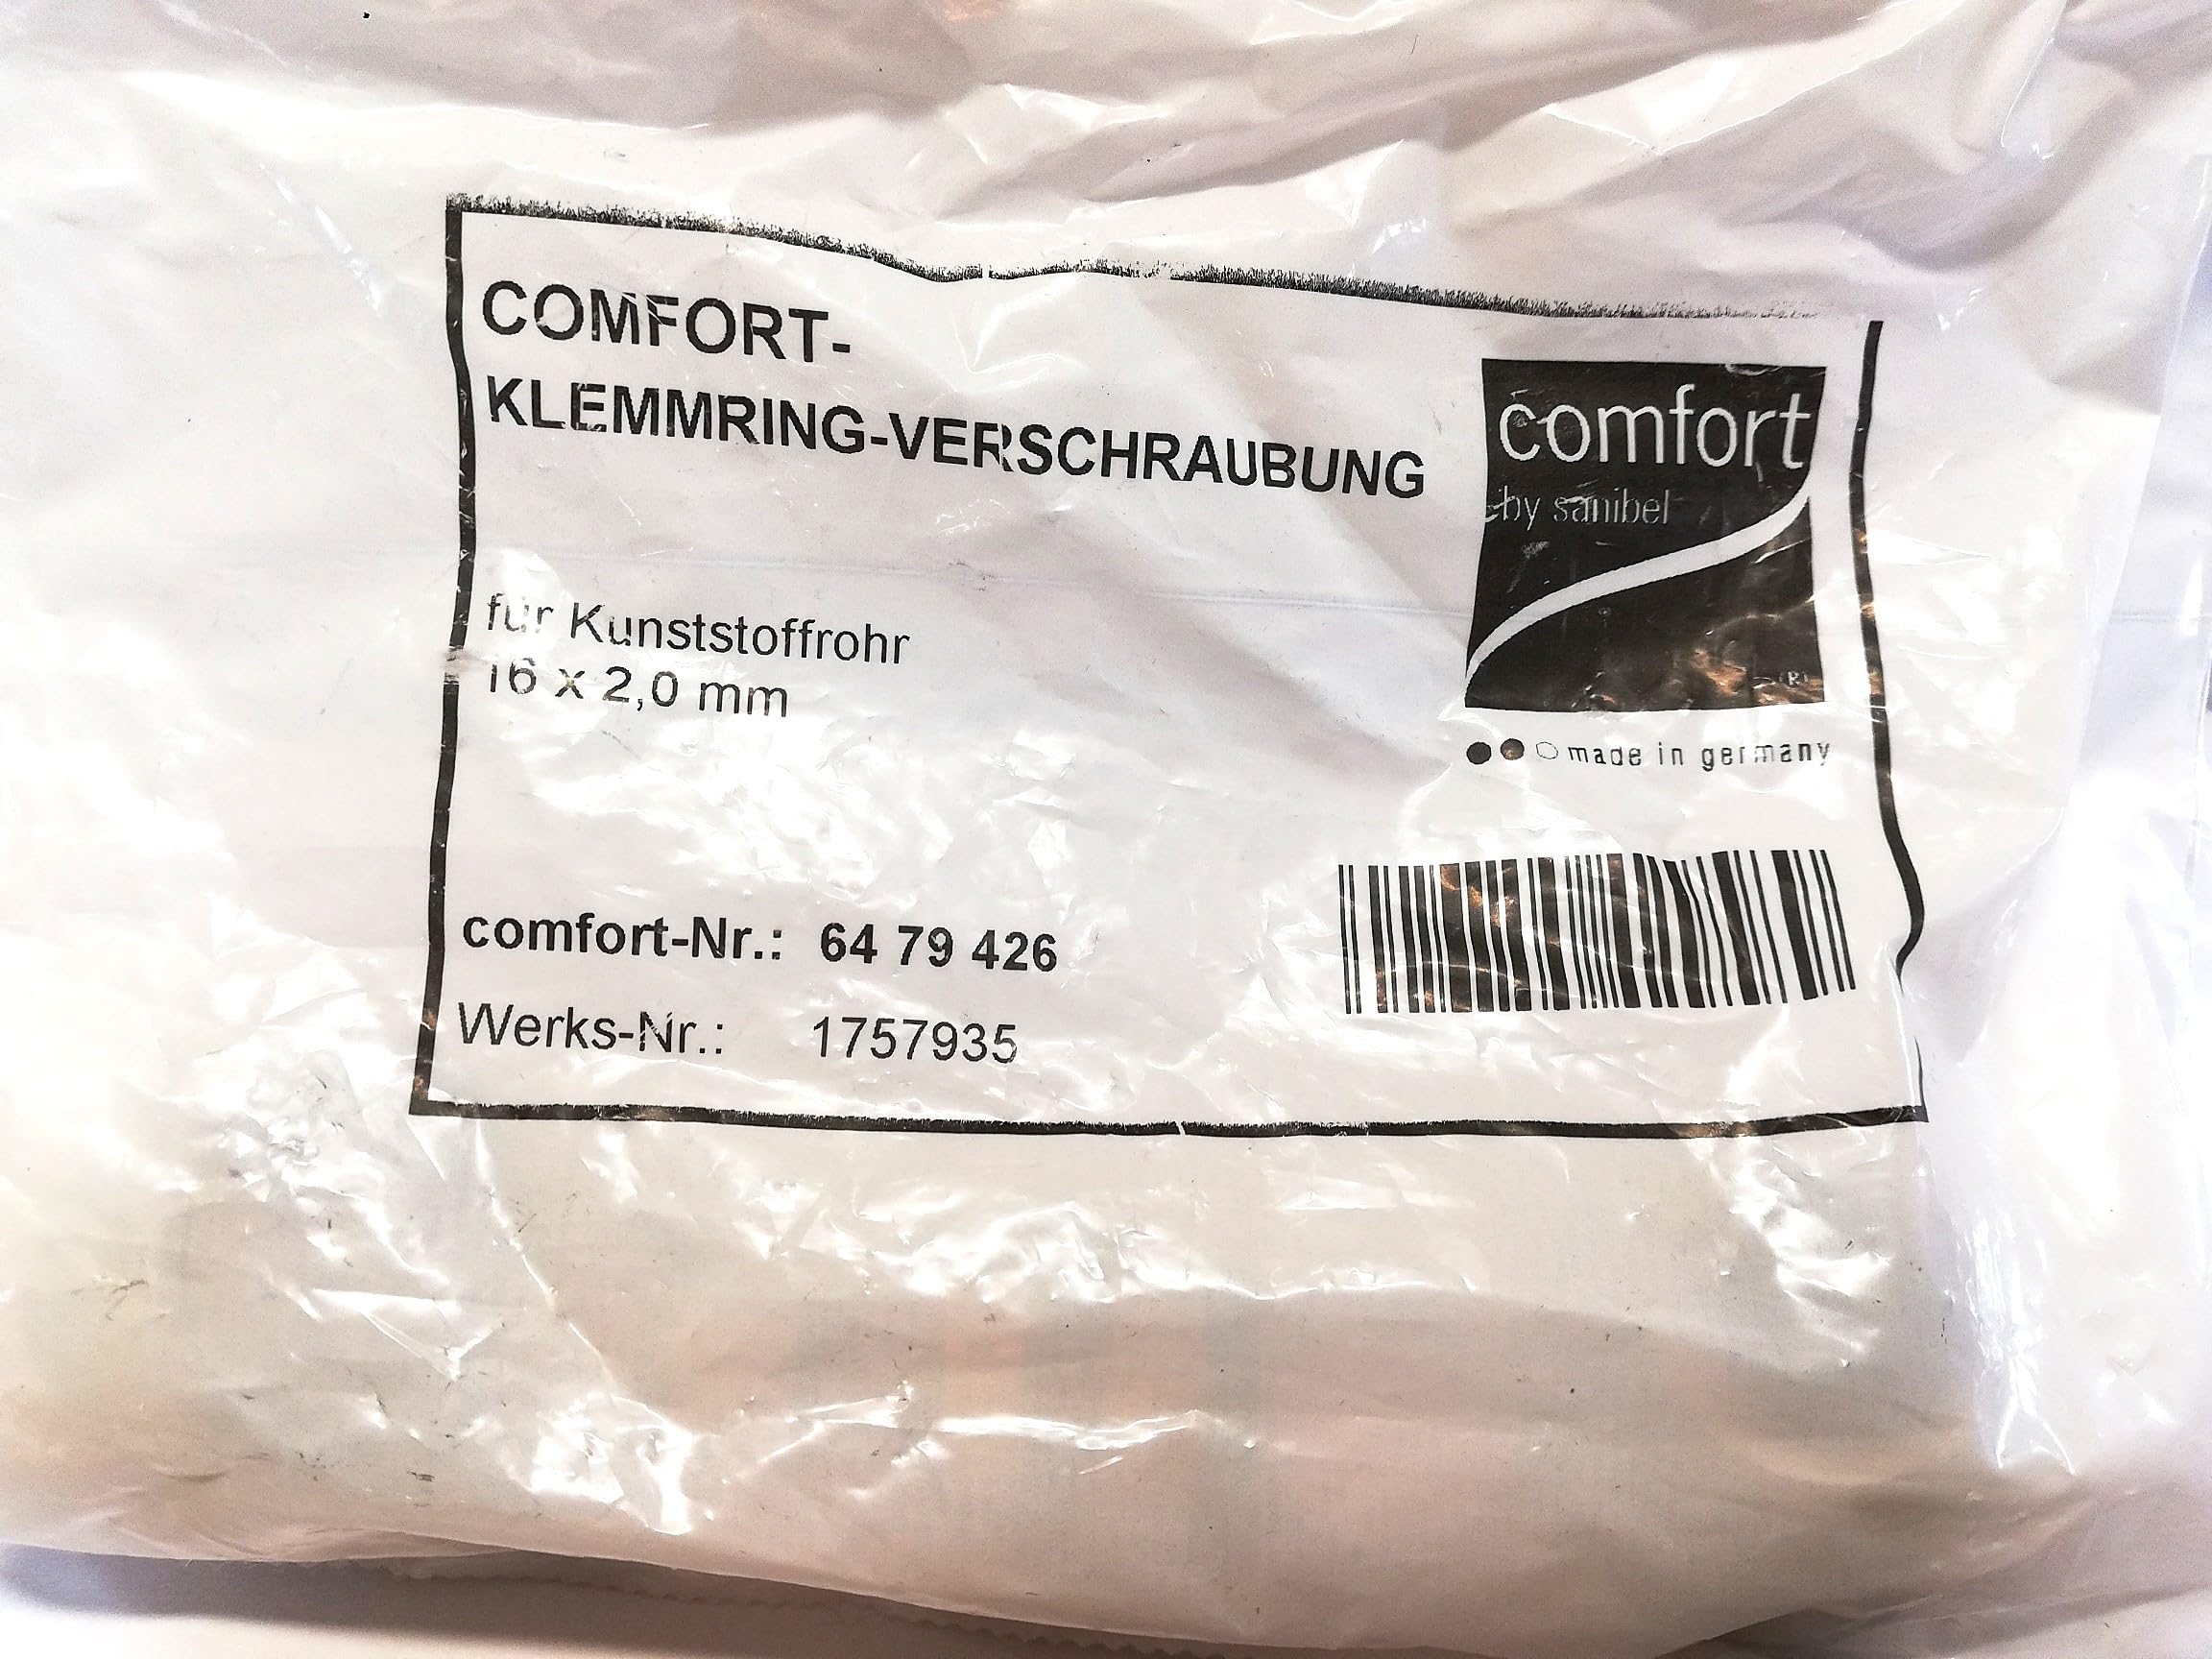 COMFORT-
KLEMMRING-VERSCHRAUBUNG
comfort
by sanibel
(R)
made in germany
für Kunststoffrohr
16 x 2,0 mm
comfort-Nr.: 64 79 426
Werks-Nr.: 1757935